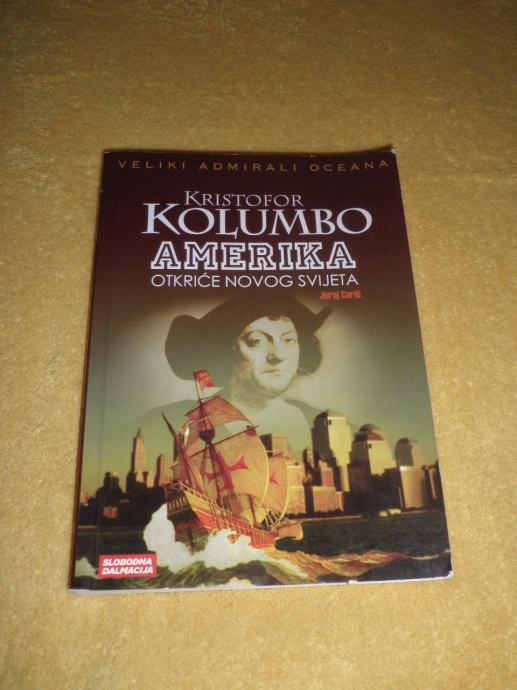 VELIKI ADMIRALI OCEANA
KRISTOFOR
KOLUMBO
AMERIKA
OTKRIĆE NOVOG SVIJETA
Juraj Carić
SLOBODNA
DALMACIJA